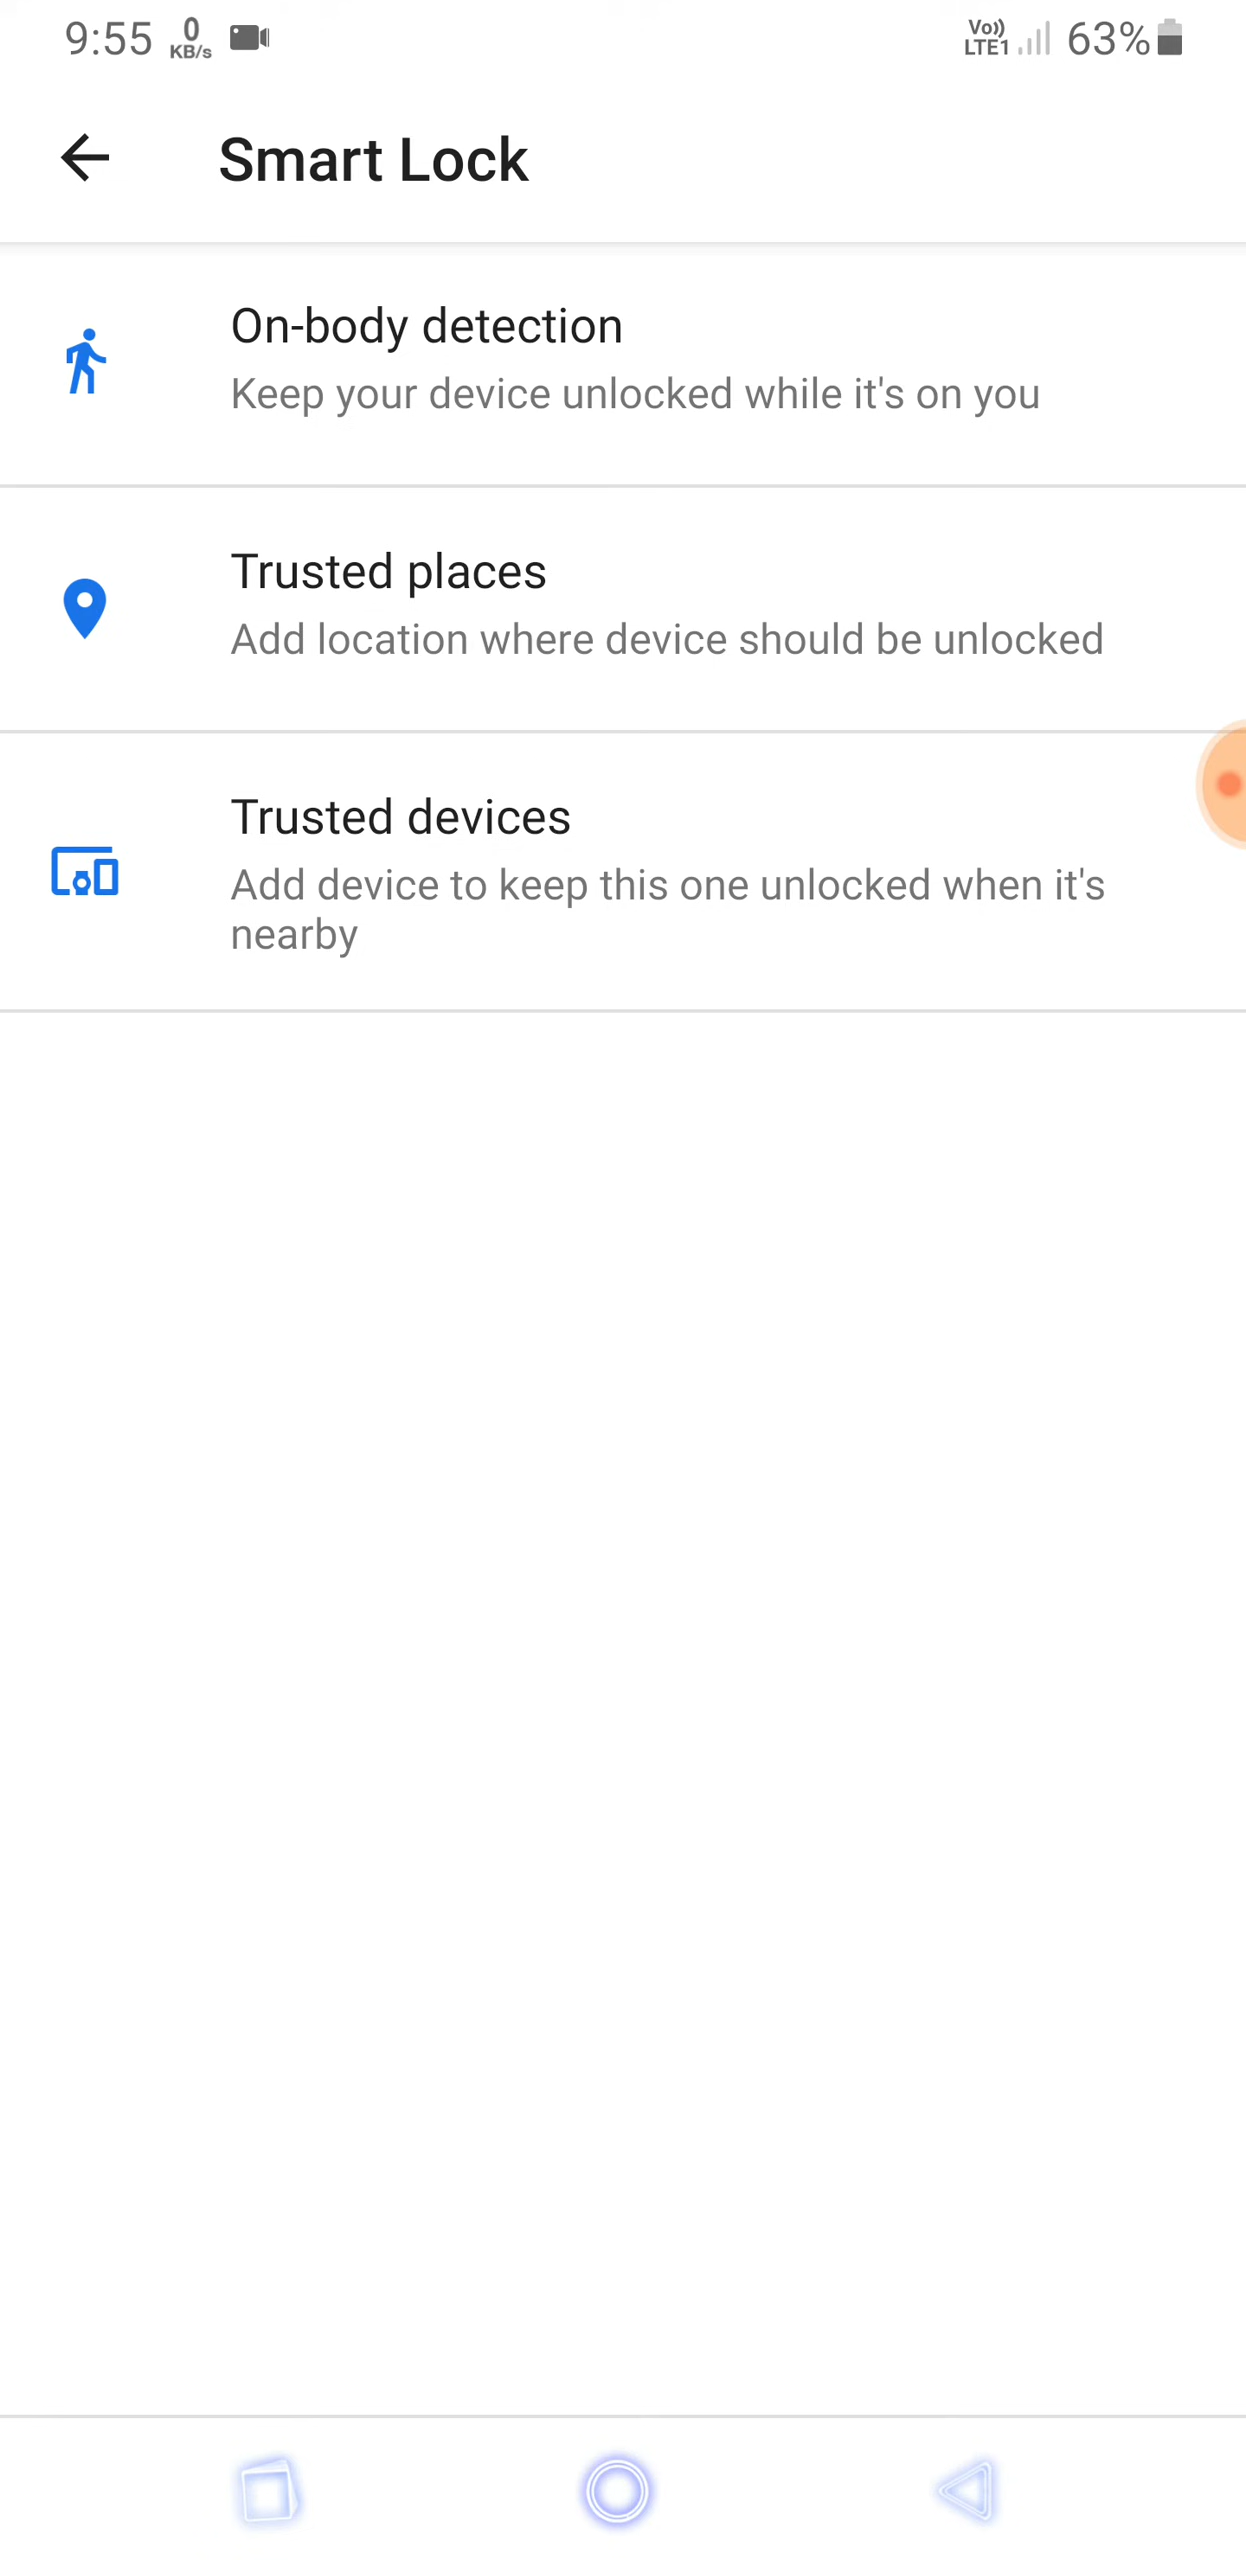 9:55 0 KB/s Vo)) LTE1 63%
Smart Lock
On-body detection
Keep your device unlocked while it's on you
Trusted places
Add location where device should be unlocked
Trusted devices
Add device to keep this one unlocked when it's
nearby